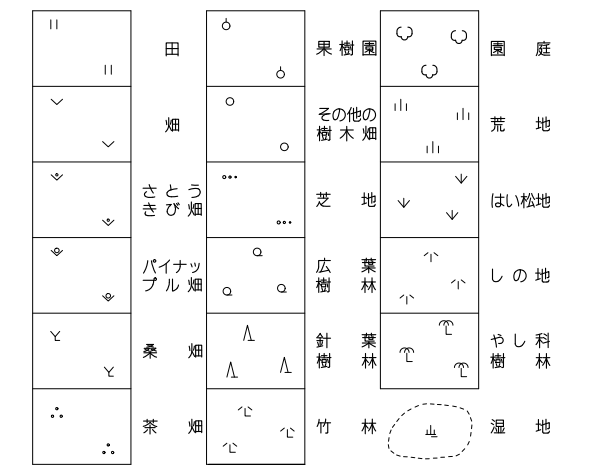 田
畑
さとう
きび畑
パイナッ
プル畑
桑畑
茶畑
果樹園
その他の
樹木畑
芝地
広葉
樹林
針葉
樹林
竹林
園庭
荒地
はい松地
しの地
やし科
樹林
湿地